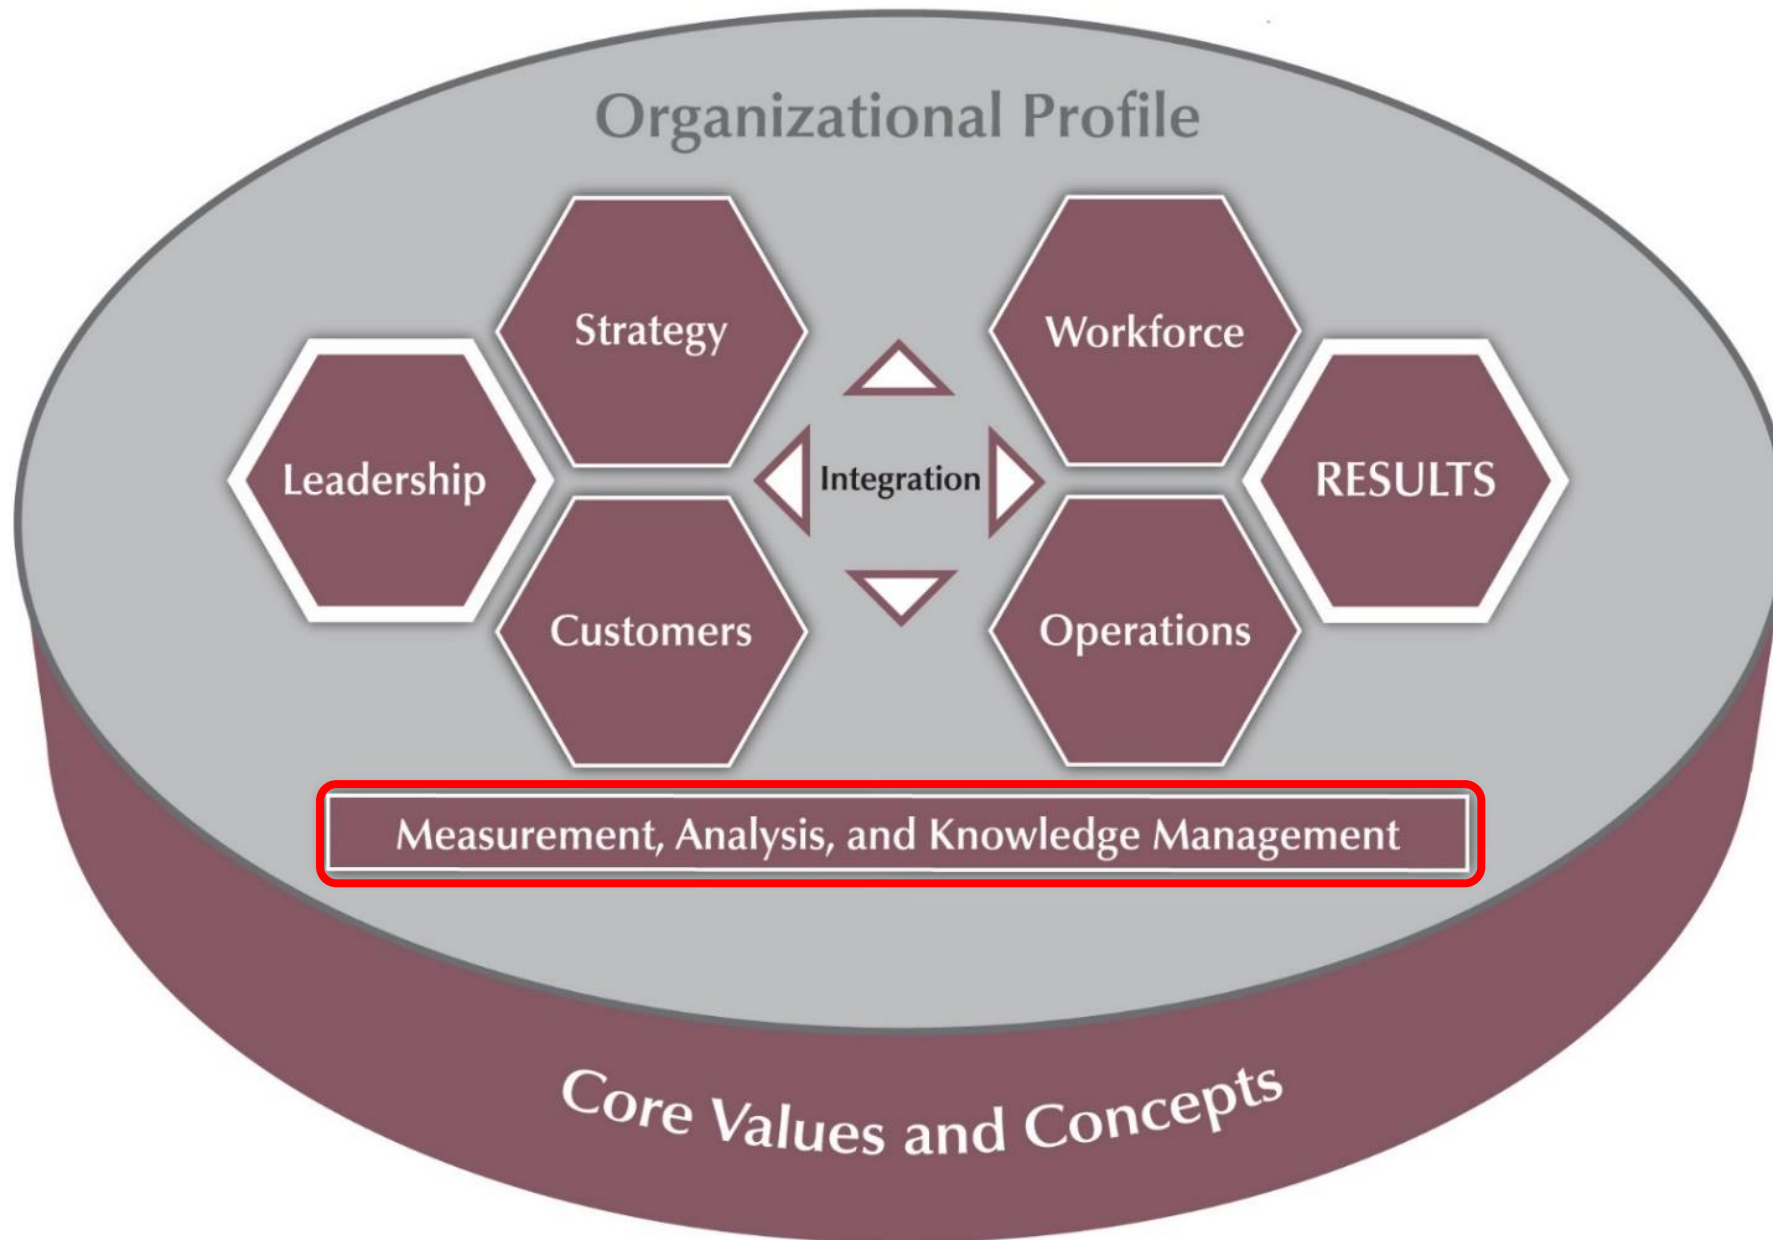 Organizational Profile
Strategy
Workforce
Leadership
Integration
RESULTS
Customers
Operations
Measurement, Analysis, and Knowledge Management
Core Values and Concepts